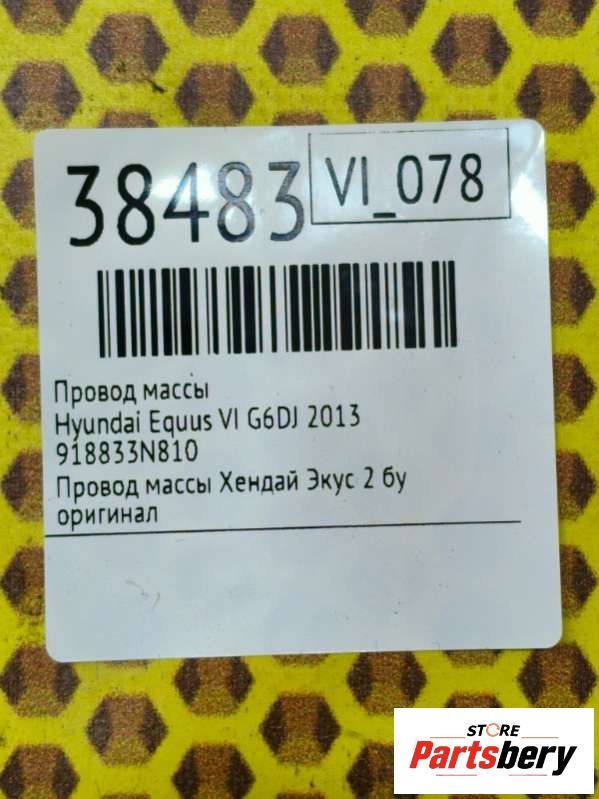 38483
VI_078
Провод массы
Hyundai Equus VI G6DJ 2013
918833N810
Провод массы Хендай Экус 2 бу
оригинал
STORE
Partsbery